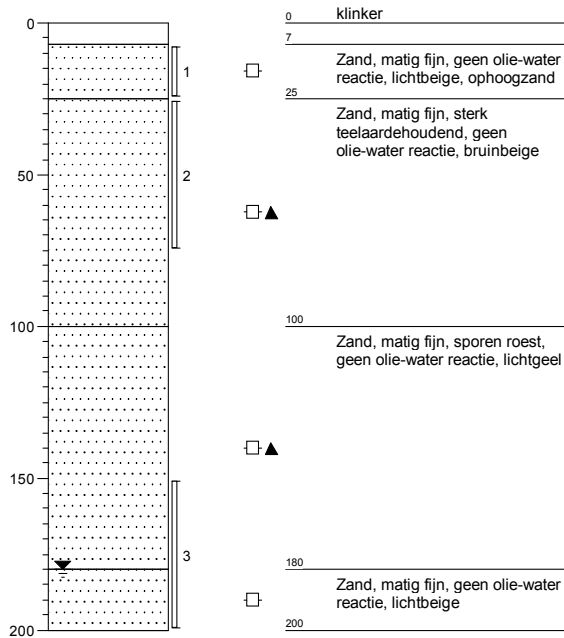 0
50
100
150
200
1
2
3
0 klinker
7
Zand, matig fijn, geen olie-water
reactie, lichtbeige, ophoogzand
25
Zand, matig fijn, sterk
teelaardehoudend, geen
olie-water reactie, bruinbeige
100
Zand, matig fijn, sporen roest,
geen olie-water reactie, lichtgeel
180
Zand, matig fijn, geen olie-water
reactie, lichtbeige
200